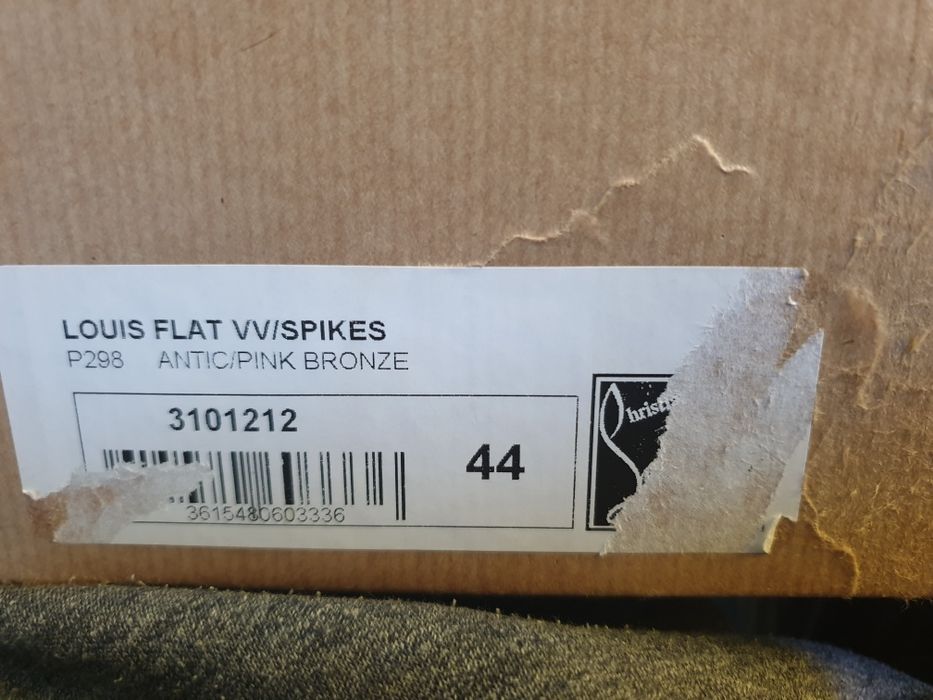 LOUIS FLAT VV/SPIKES
P298 ANTIC/PINK BRONZE
3101212
44
3615480603336